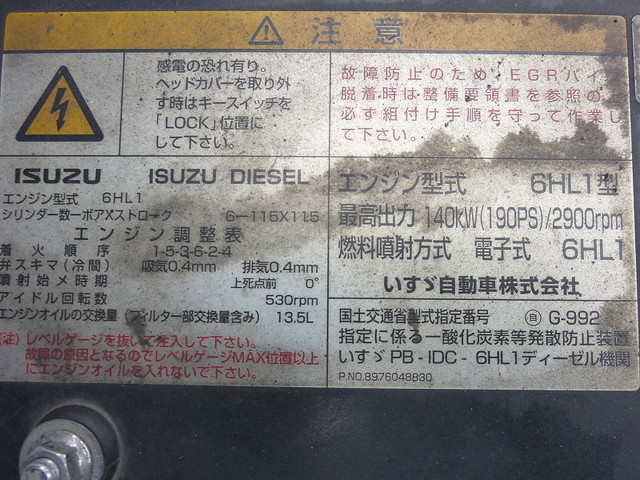 注意
感電の恐れ有り。
ヘッドカバーを取り外
す時はキースイッチを
「LOCK」位置に
して下さい。
故障防止のため、EGRパイ
脱着時は整備要領書を参照の
必ず組付け手順を守って作業し
て下さい。
ISUZU ISUZU DIESEL
エンジン型式 6HL1
シリンダー数−ボアXストローク 6−115X115
エンジン調整表
着火順序 1-5-3-6-2-4
弁スキマ(冷間) 吸気0.4mm 排気0.4mm
噴射始メ時期 上死点前 0°
アイドル回転数 530rpm
エンジンオイルの交換量(フィルター部交換量含み) 13.5L
(注)レベルゲージを抜いて注入して下さい。
故障の原因となるのでレベルゲージMAX位置以上
にエンジンオイルを入れないで下さい。
エンジン型式 6HL1型
最高出力 140kW(190PS)/2900rpm
燃料噴射方式 電子式 6HL1
いすゞ自動車株式会社
国土交通省型式指定番号 自 G-992
指定に係る一酸化炭素等発散防止装置
いすゞPB-IDC-6HL1ディーゼル機関
P.NO.8976048830